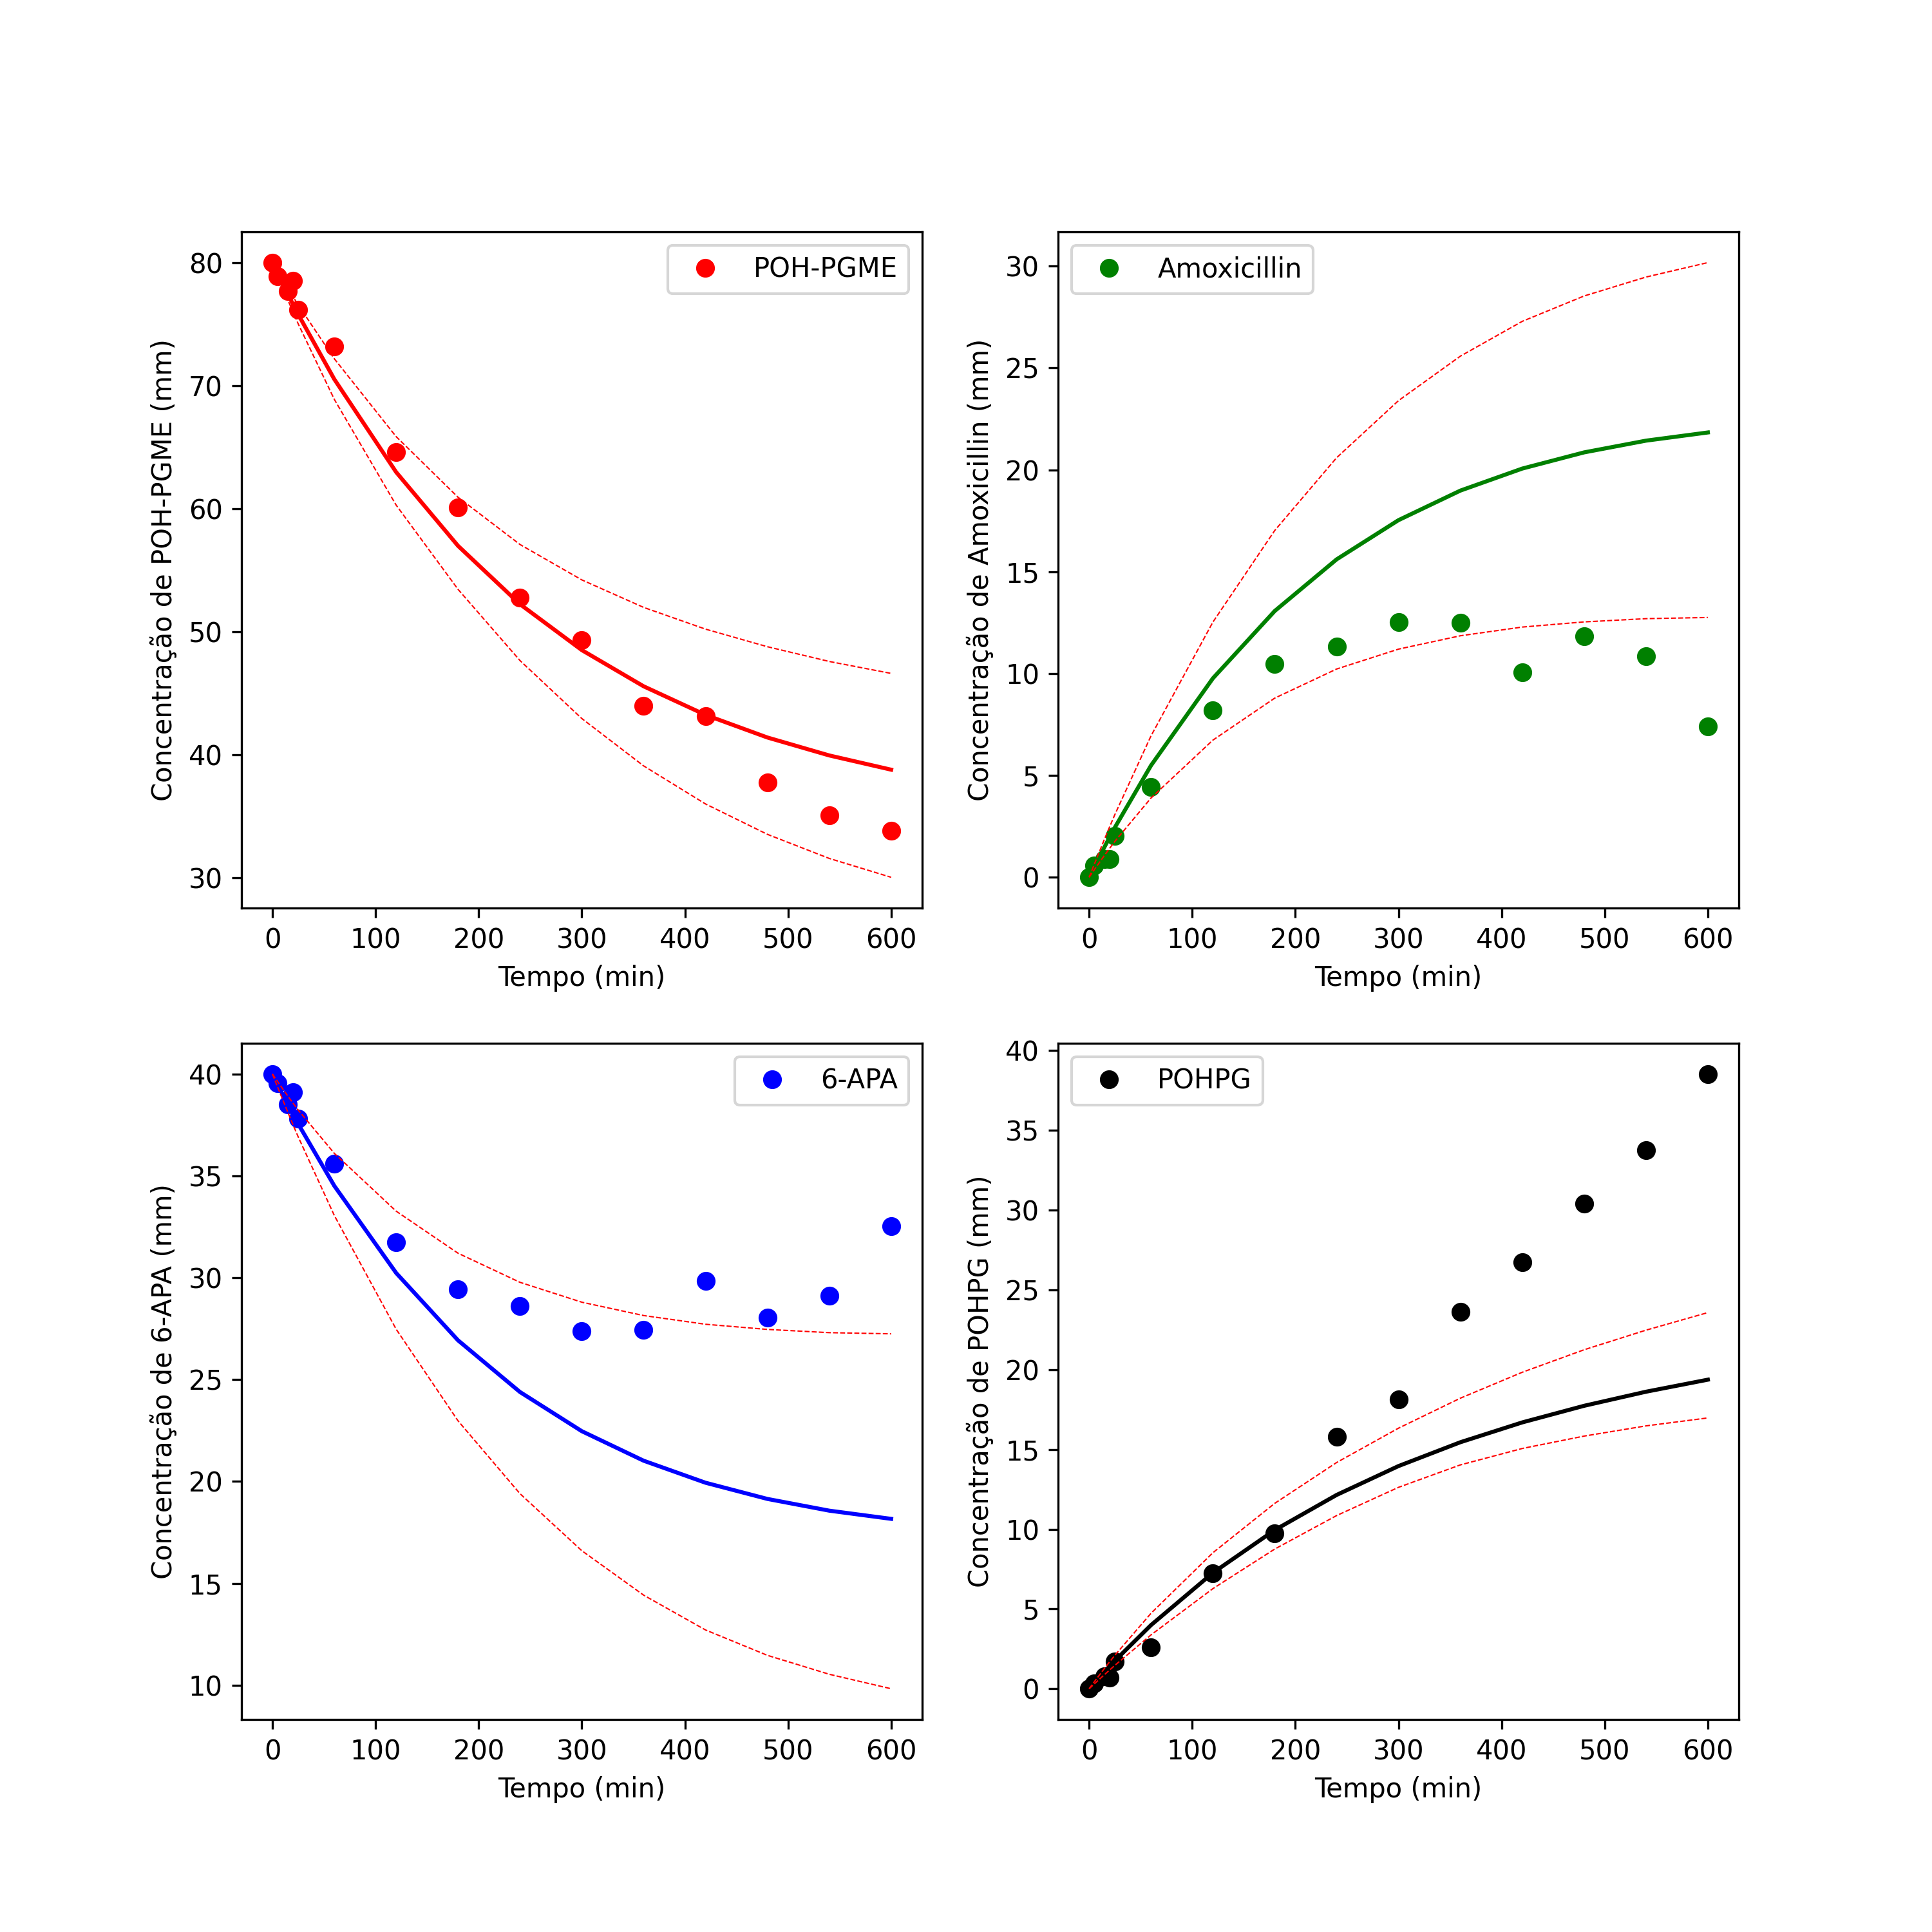 POH-PGME
Concentração de POH-PGME (mm)
80
70
60
50
40
30
0 100 200 300 400 500 600
Tempo (min)
Amoxicillin
Concentração de Amoxicillin (mm)
30
25
20
15
10
5
0
0 100 200 300 400 500 600
Tempo (min)
6-APA
Concentração de 6-APA (mm)
40
35
30
25
20
15
10
0 100 200 300 400 500 600
Tempo (min)
POHPG
Concentração de POHPG (mm)
40
35
30
25
20
15
10
5
0
0 100 200 300 400 500 600
Tempo (min)